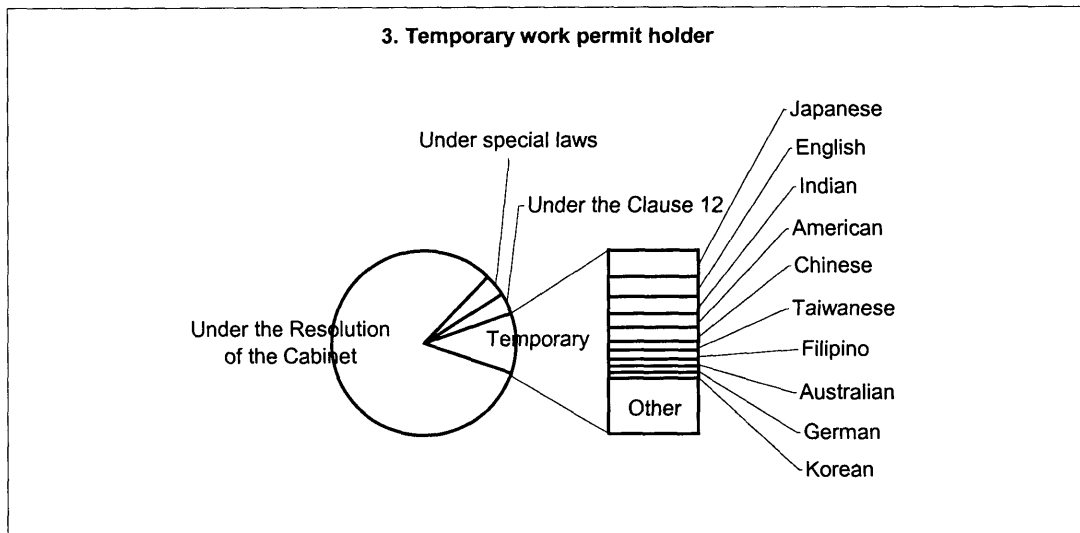 3. Temporary work permit holder
Japanese
Under special laws
English
Indian
Under the Clause 12
American
Chinese
Taiwanese
Under the Resolution
of the Cabinet
Temporary
Filipino
Australian
Other
German
Korean